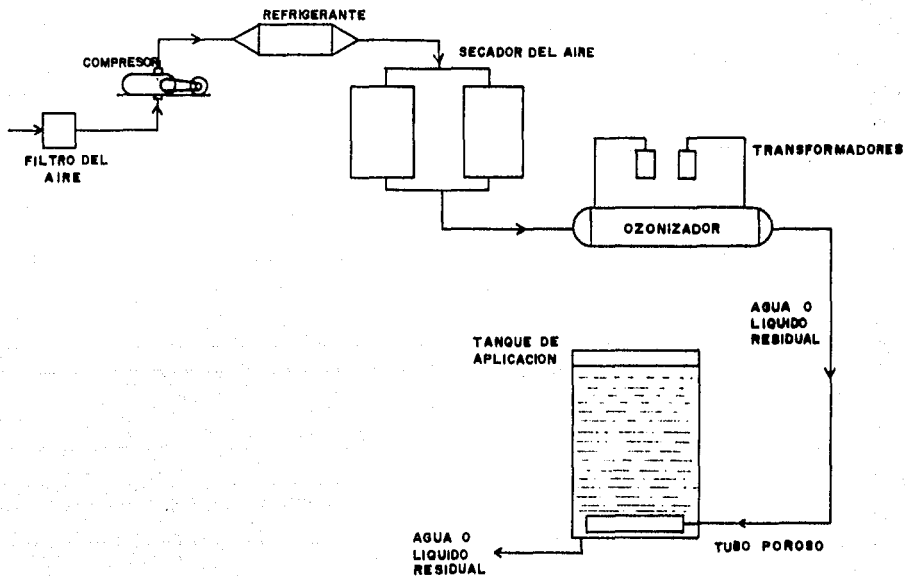 REFRIGERANTE
COMPRESOR
SECADOR DEL AIRE
FILTRO DEL
AIRE
TRANSFORMADORES
OZONIZADOR
AGUA O
LIQUIDO
RESIDUAL
TANQUE DE
APLICACION
TUBO POROSO
AGUA O
LIQUIDO
RESIDUAL